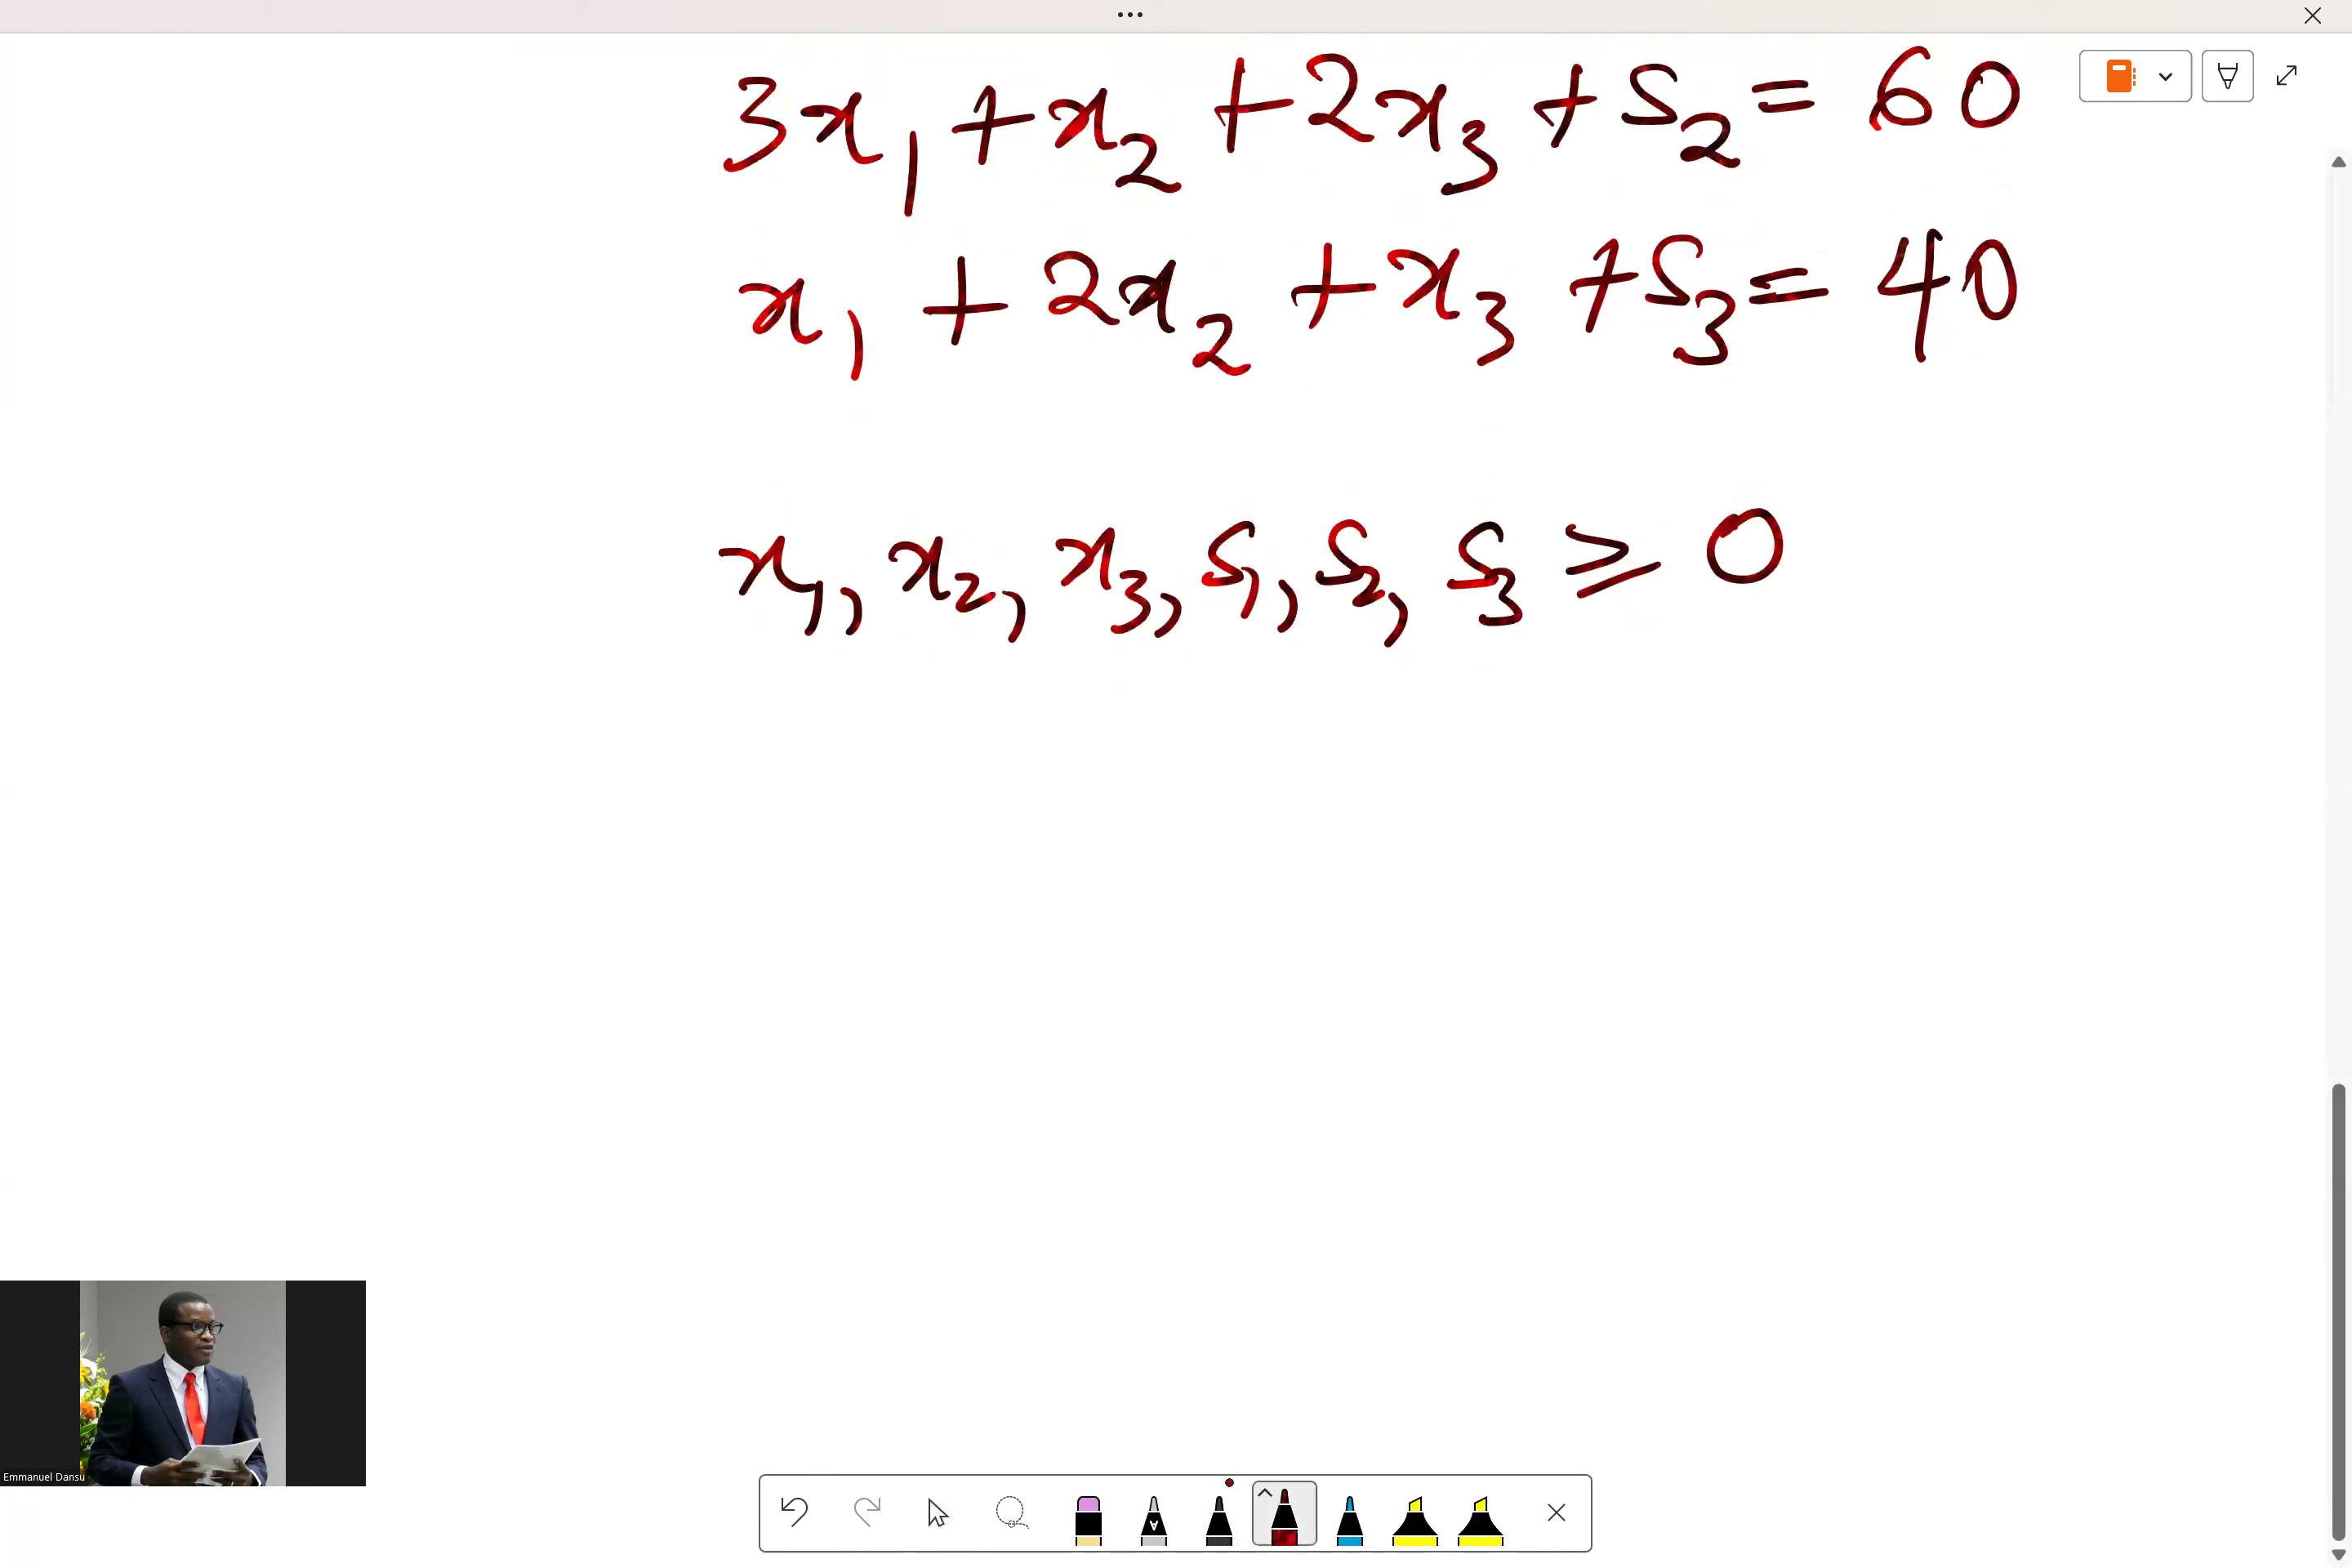 3x₁ + x₂ + 2x₃ + S₂ = 60
x₁ + 2x₂ + x₃ + S₃ = 40
x₁, x₂, x₃, S₁, S₂, S₃ ≥ 0
Emmanuel Dansu